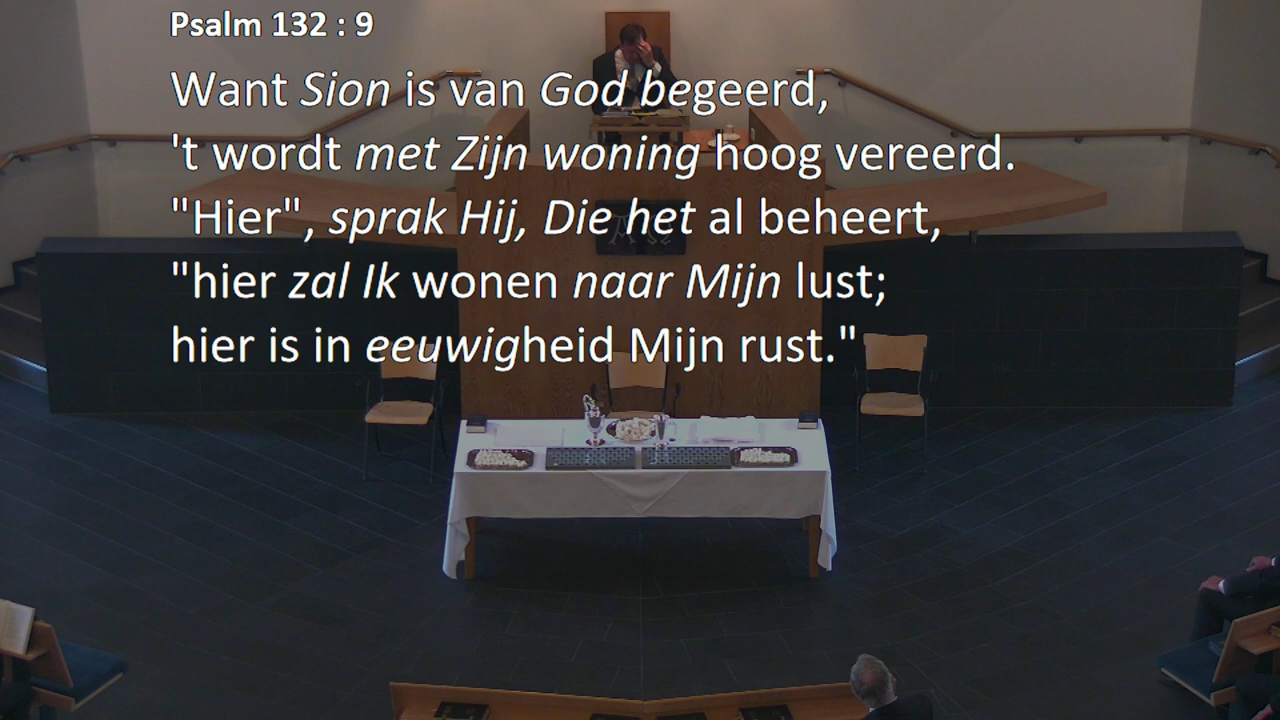 Psalm 132 : 9
Want Sion is van God begeerd,
't wordt met Zijn woning hoog vereerd.
"Hier", sprak Hij, Die het al beheert,
"hier zal Ik wonen naar Mijn lust;
hier is in eeuwigheid Mijn rust."